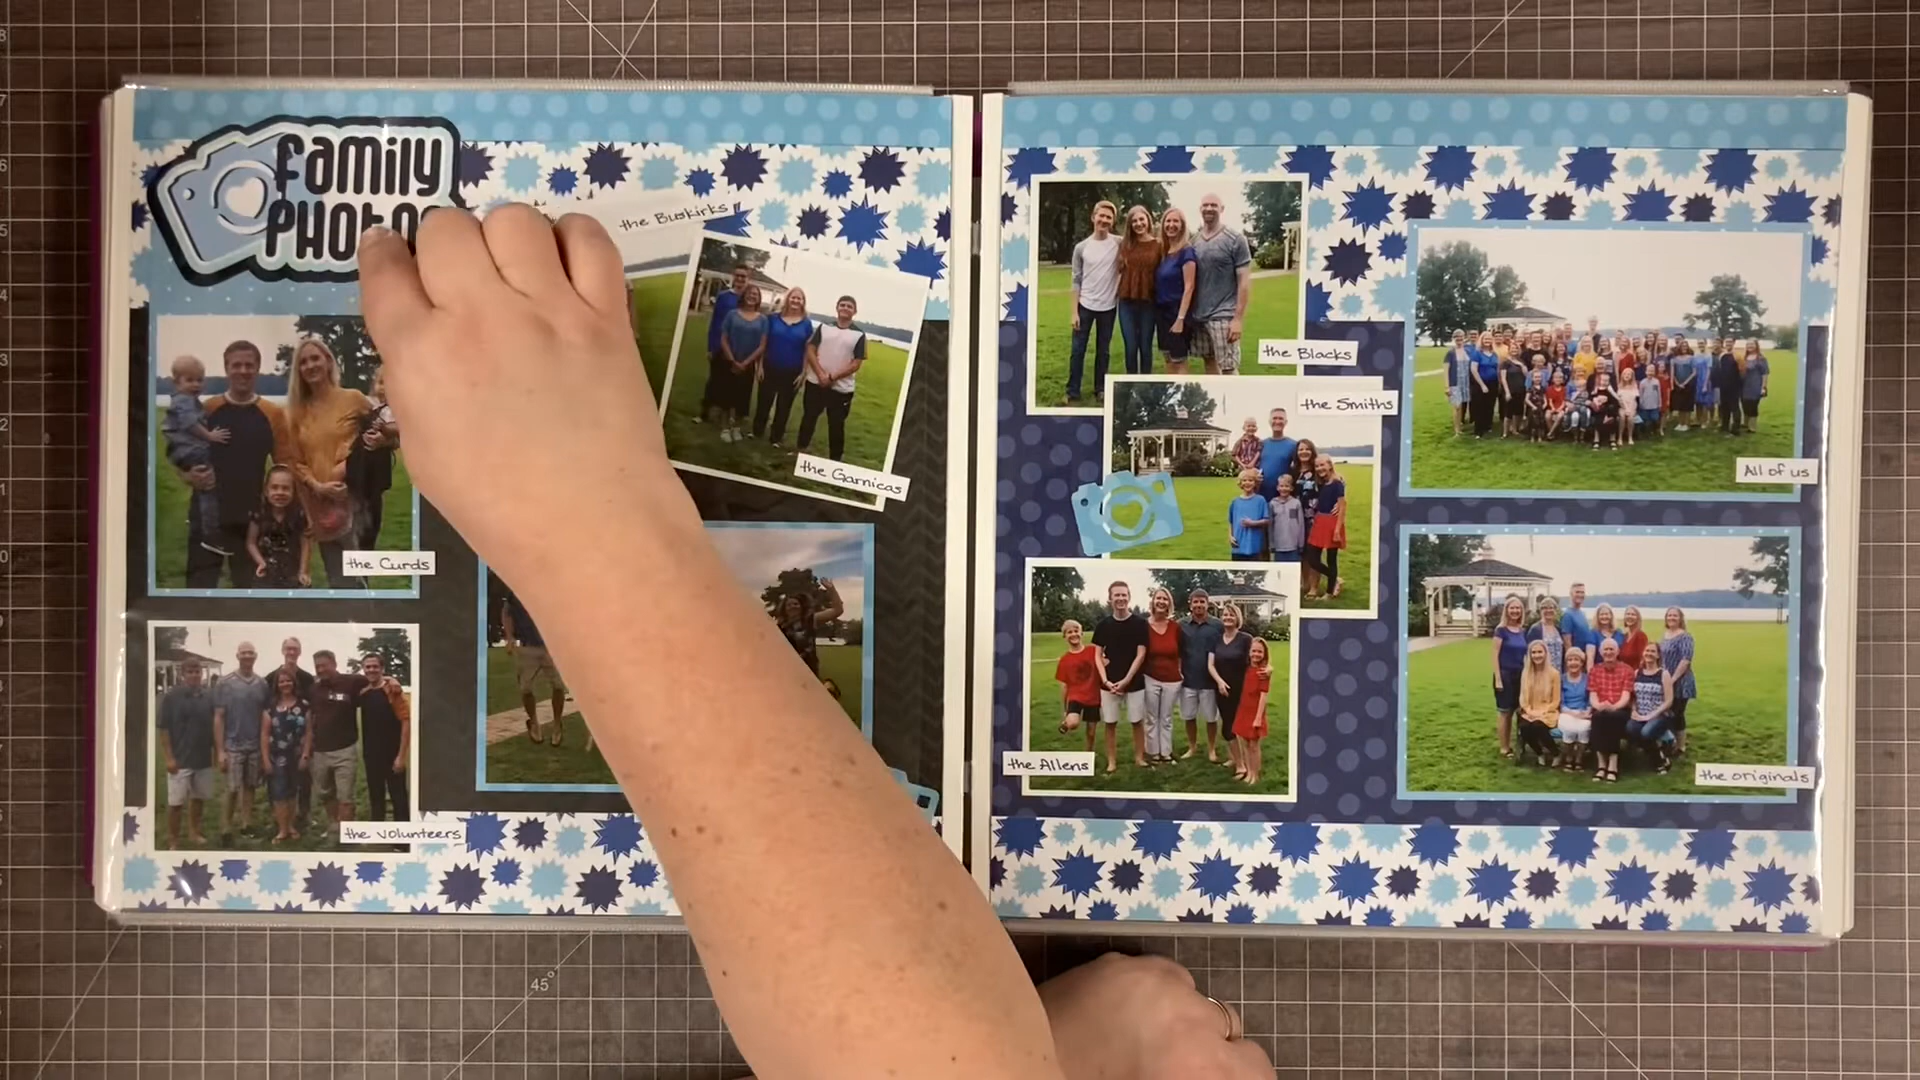 family
PHOTOS
the Buskirks
the Garnicas
the Curds
the volunteers
the Blacks
the Smiths
the Allens
All of us
the originals
45°